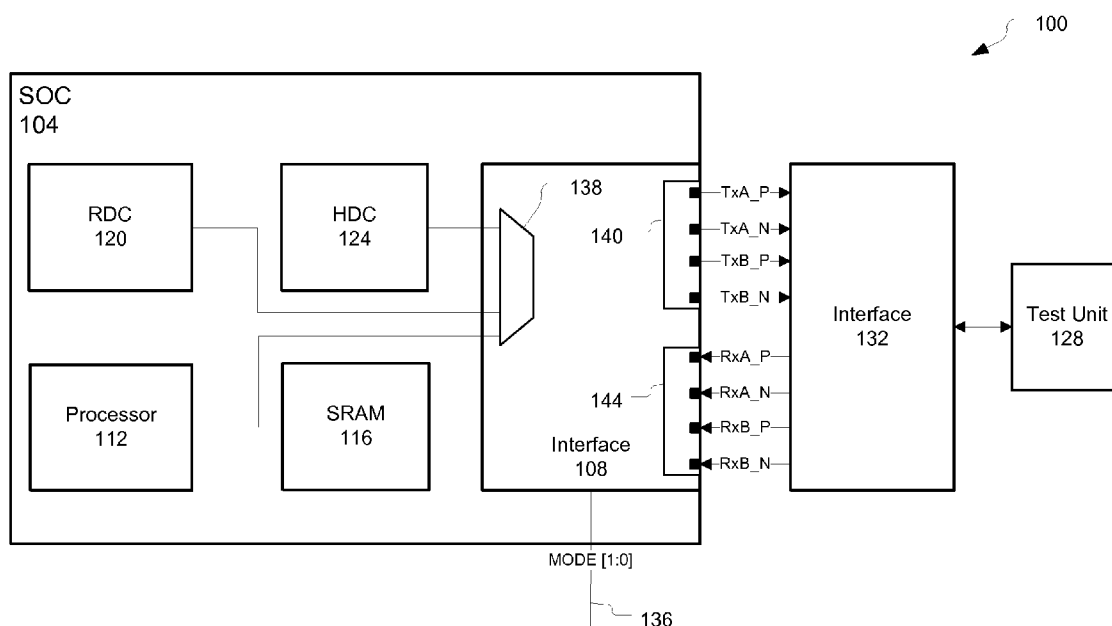 100
SOC
104
RDC
120
HDC
124
138
140
TxA_P
TxA_N
TxB_P
TxB_N
Interface
132
Test Unit
128
Processor
112
SRAM
116
144
RxA_P
RxA_N
RxB_P
RxB_N
Interface
108
MODE [1:0]
136